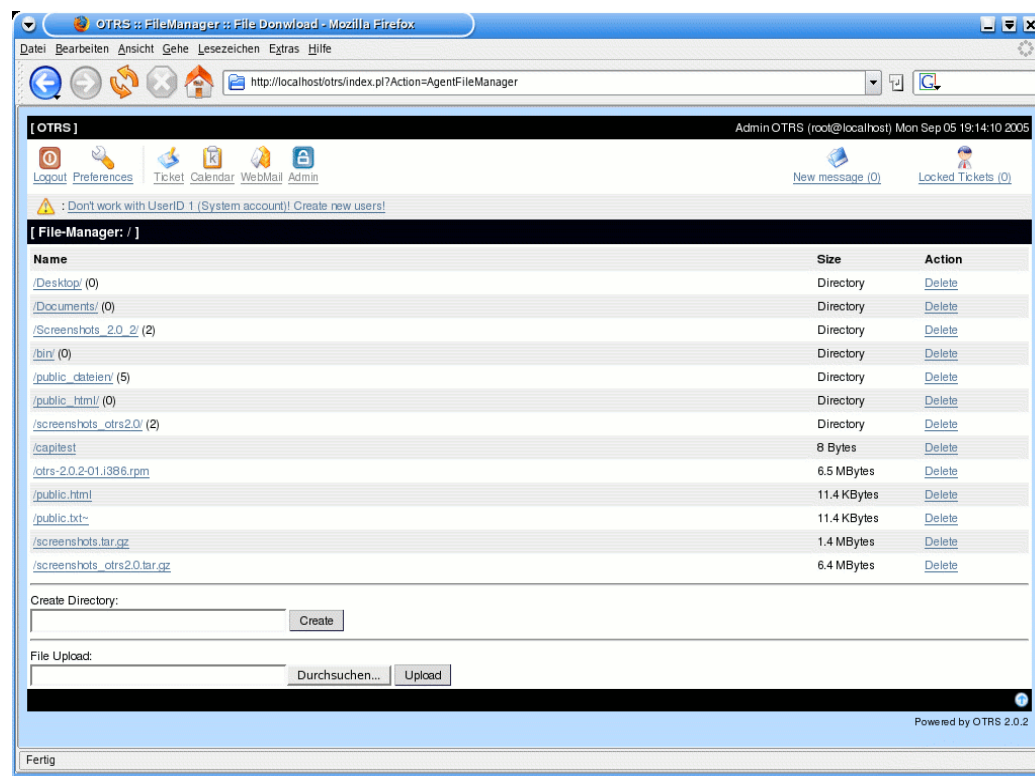 OTRS :: FileManager :: File Donwload - Mozilla Firefox
Datei Bearbeiten Ansicht Gehe Lesezeichen Extras Hilfe
http://localhost/otrs/index.pl?Action=AgentFileManager G
[ OTRS ] Admin OTRS (root@localhost) Mon Sep 05 19:14:10 2005
Logout Preferences Ticket Calendar WebMail Admin New message (0) Locked Tickets (0)
: Don't work with UserID 1 (System account)! Create new users!
[ File-Manager: / ]
Name Size Action
/Desktop/ (0) Directory Delete
/Documents/ (0) Directory Delete
/Screenshots_2.0_2/ (2) Directory Delete
/bin/ (0) Directory Delete
/public_dateien/ (5) Directory Delete
/public_html/ (0) Directory Delete
/screenshots_otrs2.0/ (2) Directory Delete
/capitest 8 Bytes Delete
/otrs-2.0.2-01.i386.rpm 6.5 MBytes Delete
/public.html 11.4 KBytes Delete
/public.txt~ 11.4 KBytes Delete
/screenshots.tar.gz 1.4 MBytes Delete
/screenshots_otrs2.0.tar.gz 6.4 MBytes Delete
Create Directory:
Create
File Upload:
Durchsuchen... Upload
Powered by OTRS 2.0.2
Fertig